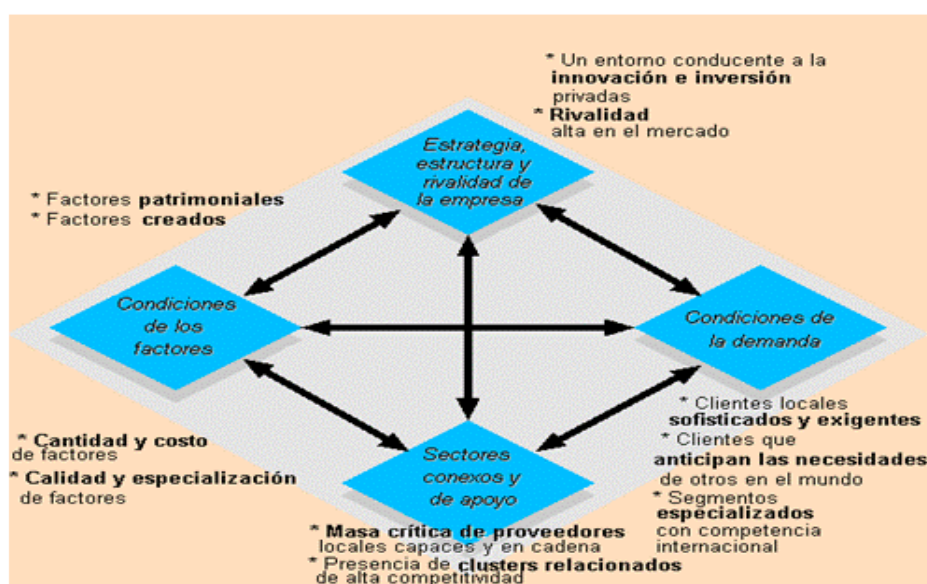 * Un entorno conducente a la
innovación e inversión
privadas
* Rivalidad
alta en el mercado
Estrategia,
estructura y
rivalidad de
la empresa
* Factores patrimoniales
* Factores creados
Condiciones
de los
factores
Condiciones de
la demanda
* Cantidad y costo
de factores
* Calidad y especialización
de factores
Sectores
conexos y
de apoyo
* Clientes locales
sofisticados y exigentes
* Clientes que
anticipan las necesidades
de otros en el mundo
* Segmentos
especializados
con competencia
internacional
* Masa crítica de proveedores
locales capaces y en cadena
* Presencia de clusters relacionados
de alta competitividad